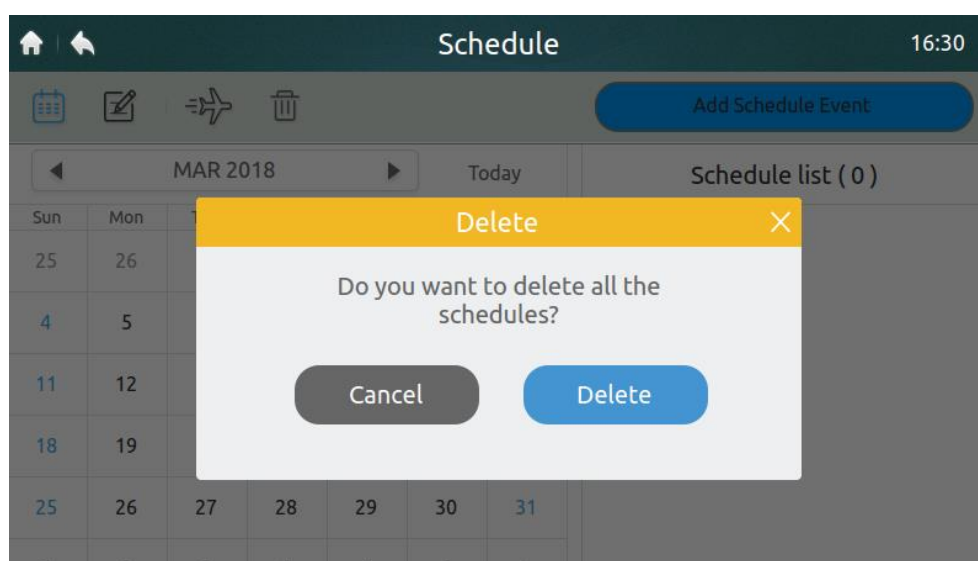 Schedule
16:30
Add Schedule Event
MAR 2018
Today
Schedule list ( 0 )
Sun Mon
Delete
25 26
Do you want to delete all the
schedules?
4 5
11 12
Cancel Delete
18 19
25 26 27 28 29 30 31